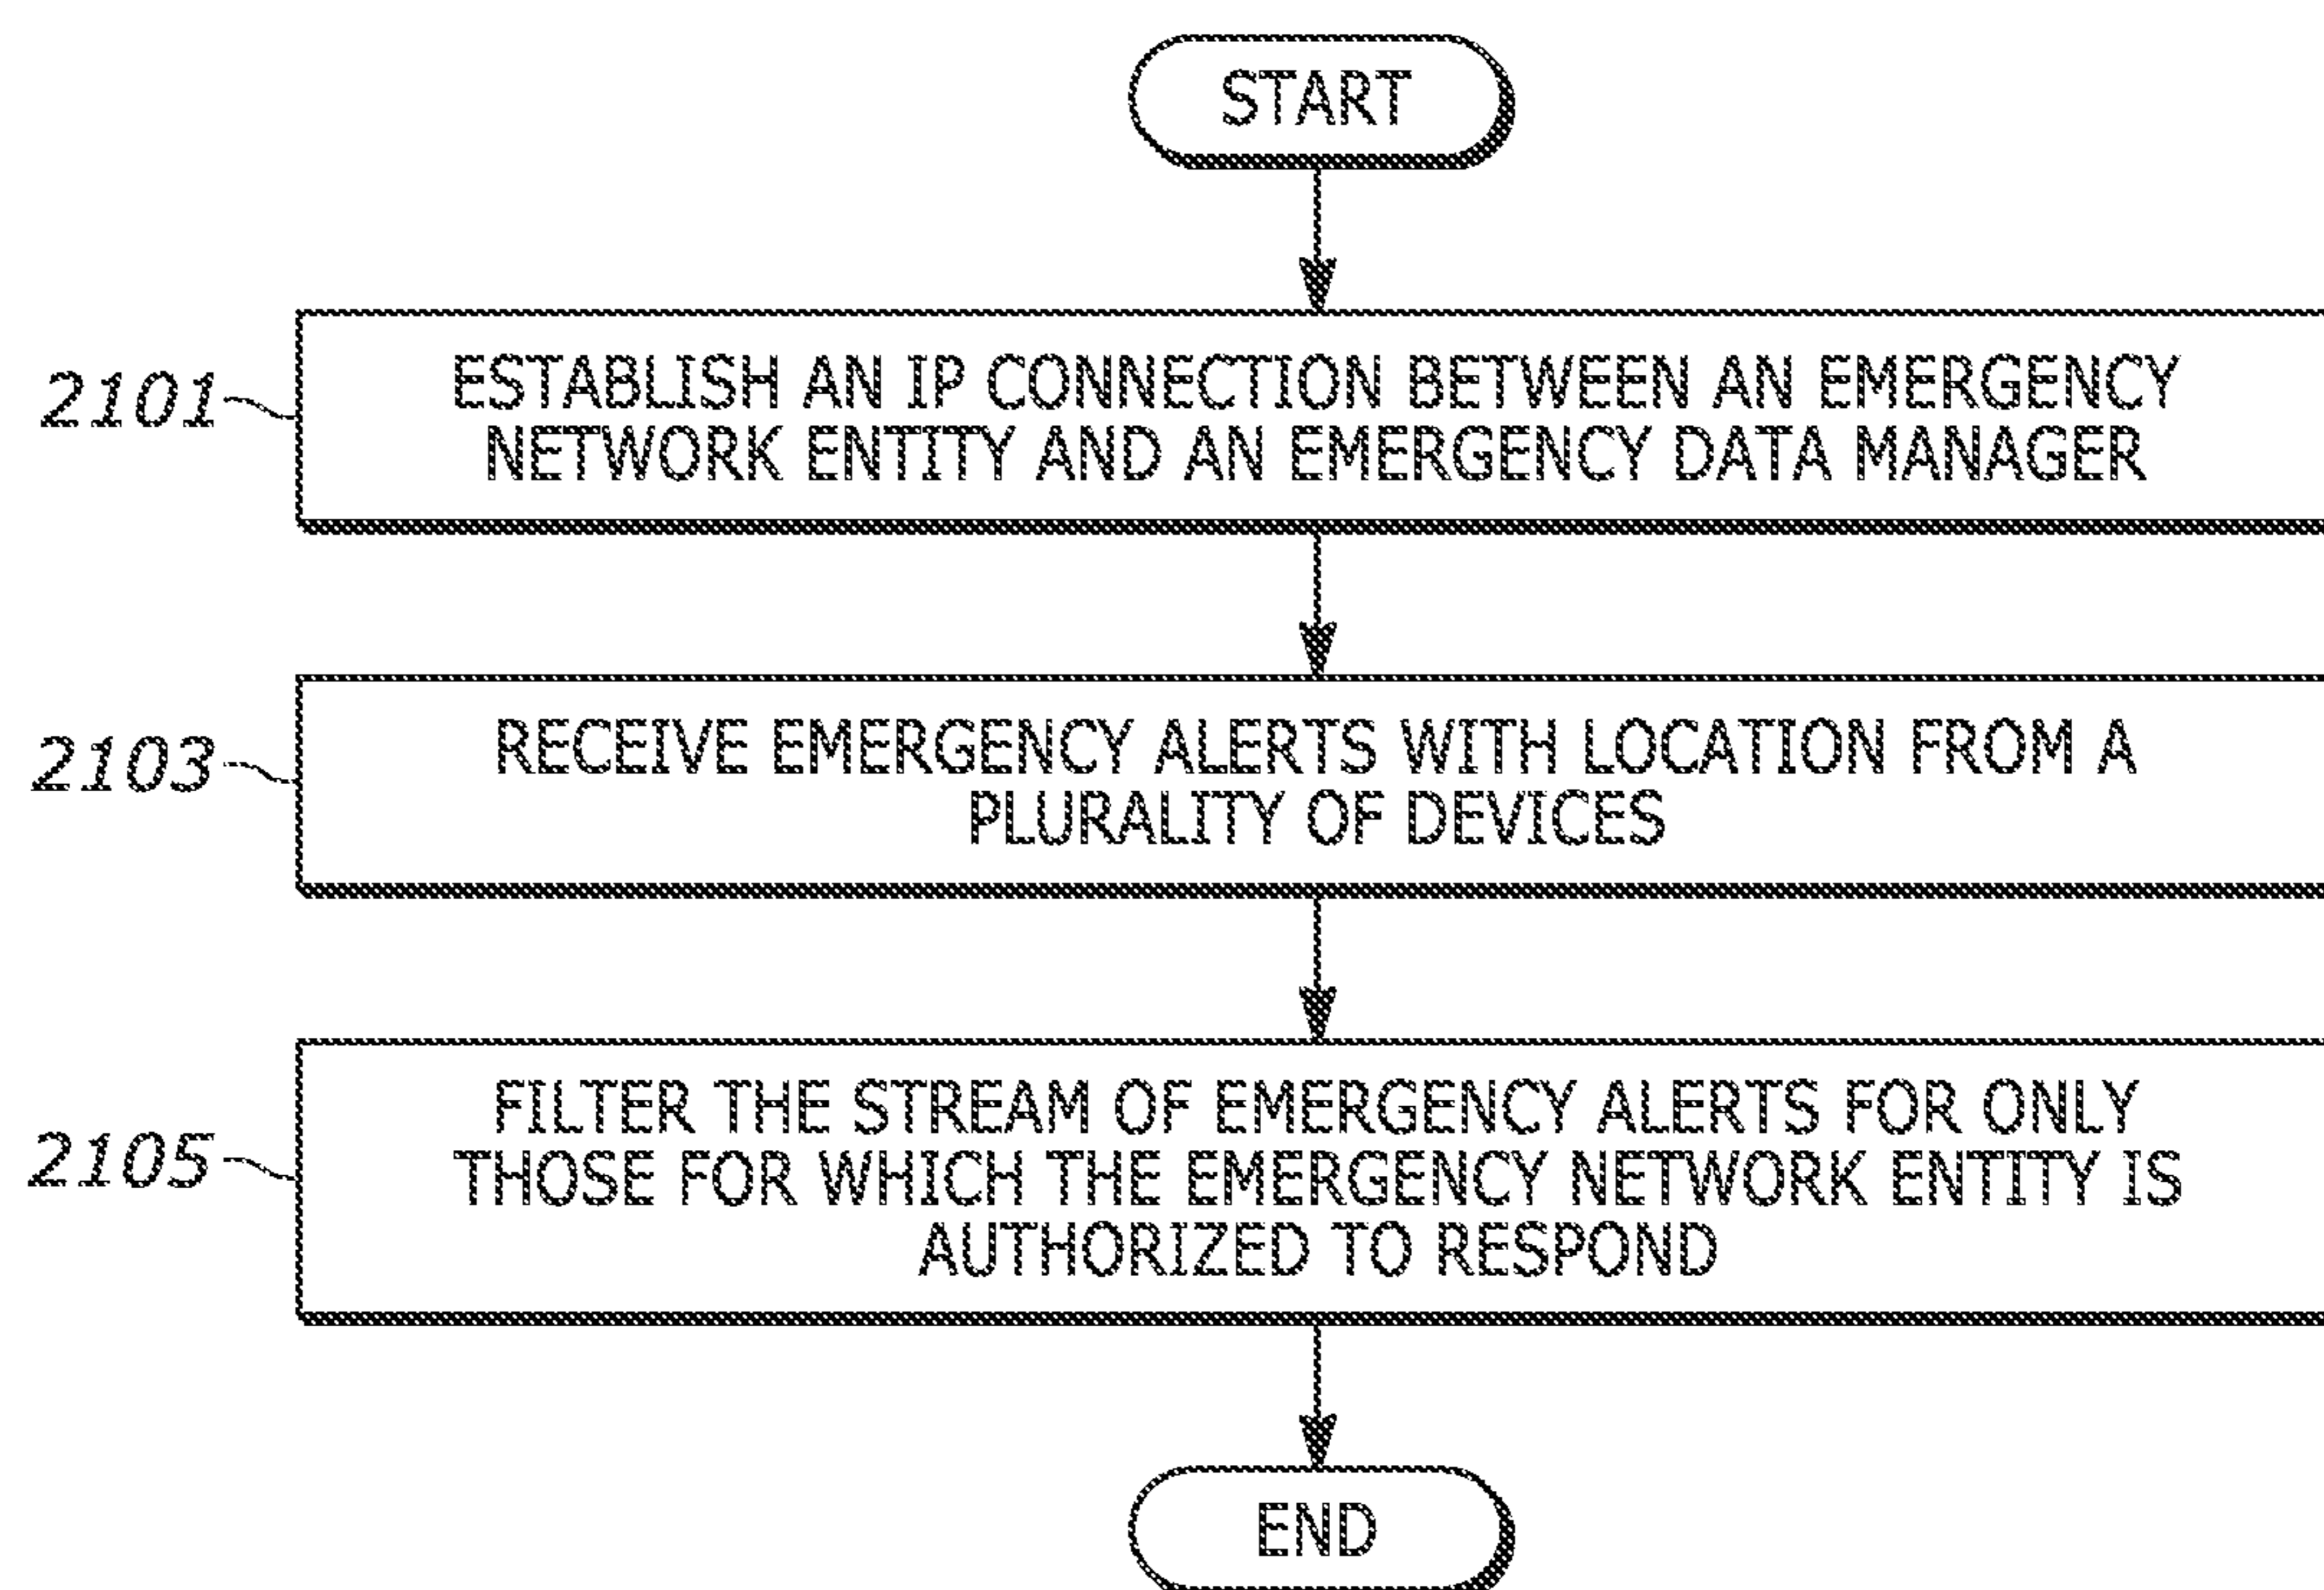 START
2101
ESTABLISH AN IP CONNECTION BETWEEN AN EMERGENCY
NETWORK ENTITY AND AN EMERGENCY DATA MANAGER
2103
RECEIVE EMERGENCY ALERTS WITH LOCATION FROM A
PLURALITY OF DEVICES
2105
FILTER THE STREAM OF EMERGENCY ALERTS FOR ONLY
THOSE FOR WHICH THE EMERGENCY NETWORK ENTITY IS
AUTHORIZED TO RESPOND
END